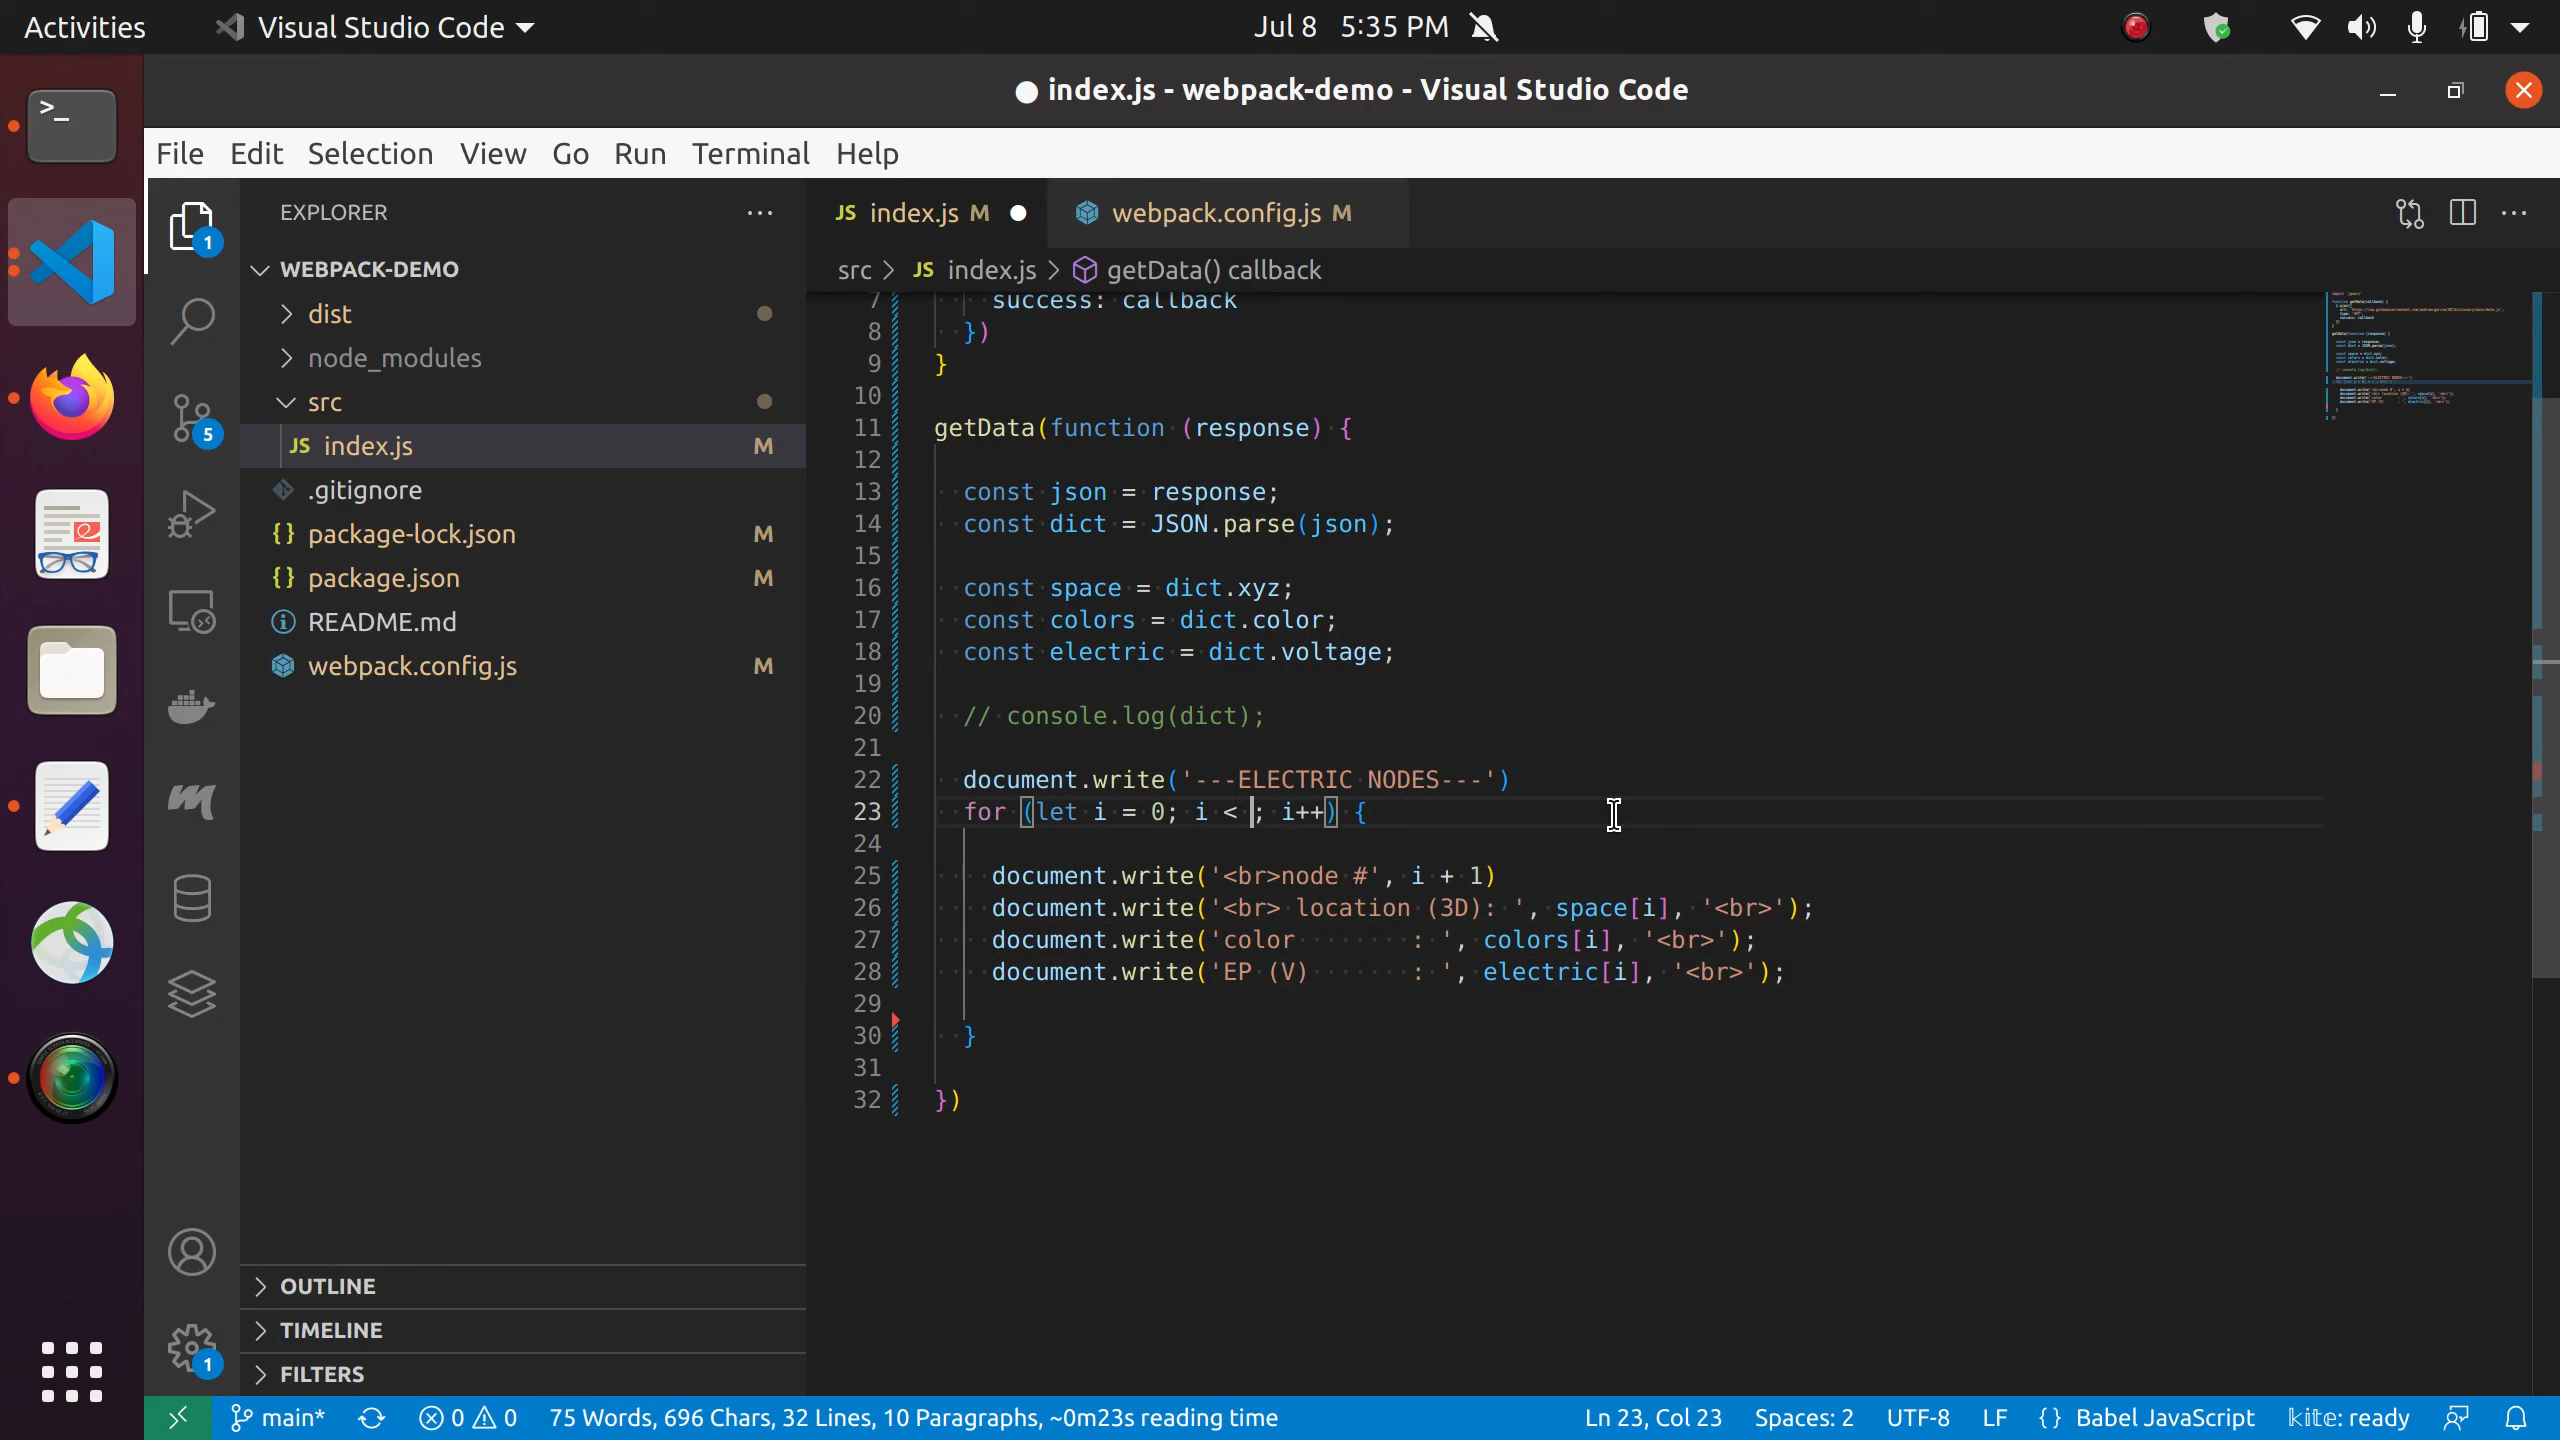 Activities
Visual Studio Code
Jul 8 5:35 PM
index.js - webpack-demo - Visual Studio Code
File Edit Selection View Go Run Terminal Help
EXPLORER
WEBPACK-DEMO
dist
node_modules
src
JS index.js M
.gitignore
{} package-lock.json M
{} package.json M
README.md
webpack.config.js M
OUTLINE
TIMELINE
FILTERS
1
5
1
>_
JS index.js M
webpack.config.js M
src > JS index.js > getData() callback
7 success: callback
8 })
9 }
10
11 getData(function (response) {
12
13 const json = response;
14 const dict = JSON.parse(json);
15
16 const space = dict.xyz;
17 const colors = dict.color;
18 const electric = dict.voltage;
19
20 // console.log(dict);
21
22 document.write('---ELECTRIC NODES---')
23 for (let i = 0; i < ; i++) {
24
25 document.write('<br>node #', i + 1)
26 document.write('<br> location (3D): ', space[i], '<br>');
27 document.write('color        : ', colors[i], '<br>');
28 document.write('EP (V)       : ', electric[i], '<br>');
29
30 }
31
32 })
main* 0 0 75 Words, 696 Chars, 32 Lines, 10 Paragraphs, ~0m23s reading time Ln 23, Col 23 Spaces: 2 UTF-8 LF {} Babel JavaScript kite: ready